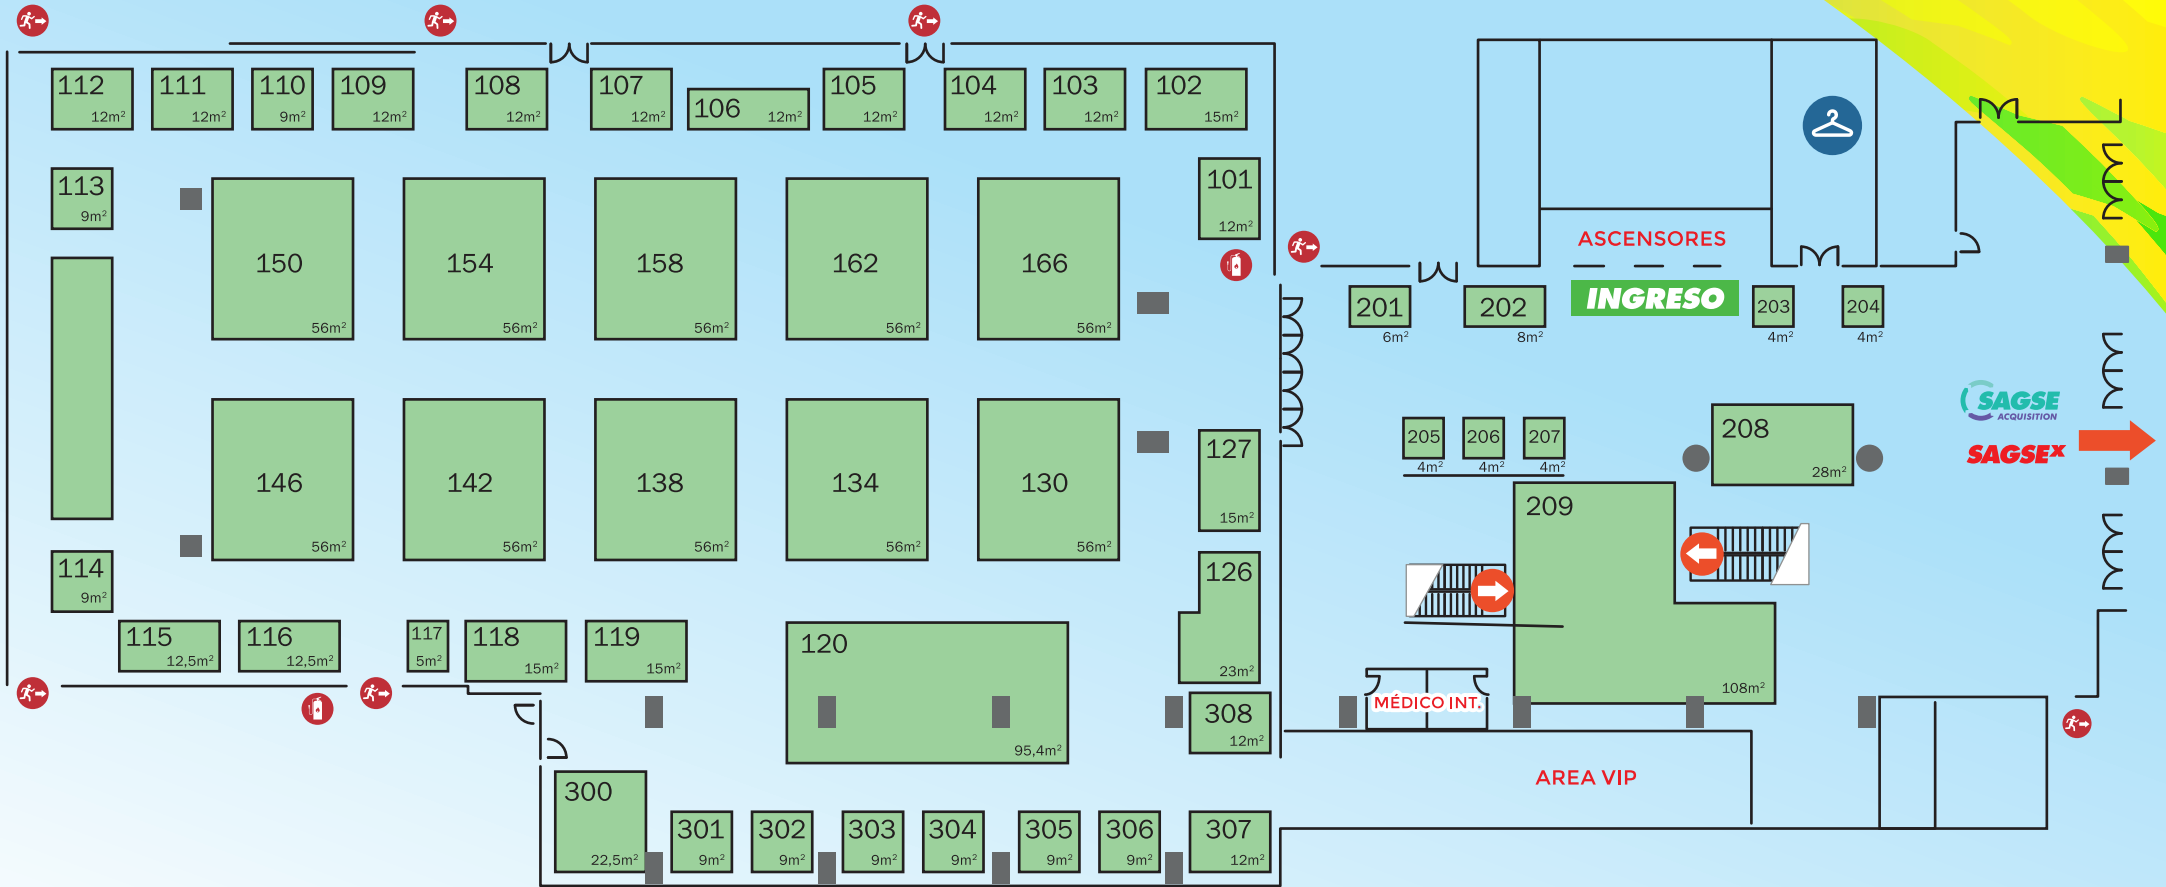 112
12m²
111
12m²
110
9m²
109
12m²
108
12m²
107
12m²
106 12m²
105
12m²
104
12m²
103
12m²
102
15m²
113
9m²
101
12m²
150
56m²
154
56m²
158
56m²
162
56m²
166
56m²
ASCENSORES
INGRESO
201
6m²
202
8m²
203
4m²
204
4m²
146
56m²
142
56m²
138
56m²
134
56m²
130
56m²
127
15m²
205
4m²
206
4m²
207
4m²
208
28m²
SAGSE
ACQUISITION
SAGSEX
209
108m²
114
9m²
126
23m²
115
12,5m²
116
12,5m²
117
5m²
118
15m²
119
15m²
120
95,4m²
308
12m²
MÉDICO INT.
AREA VIP
300
22,5m²
301
9m²
302
9m²
303
9m²
304
9m²
305
9m²
306
9m²
307
12m²